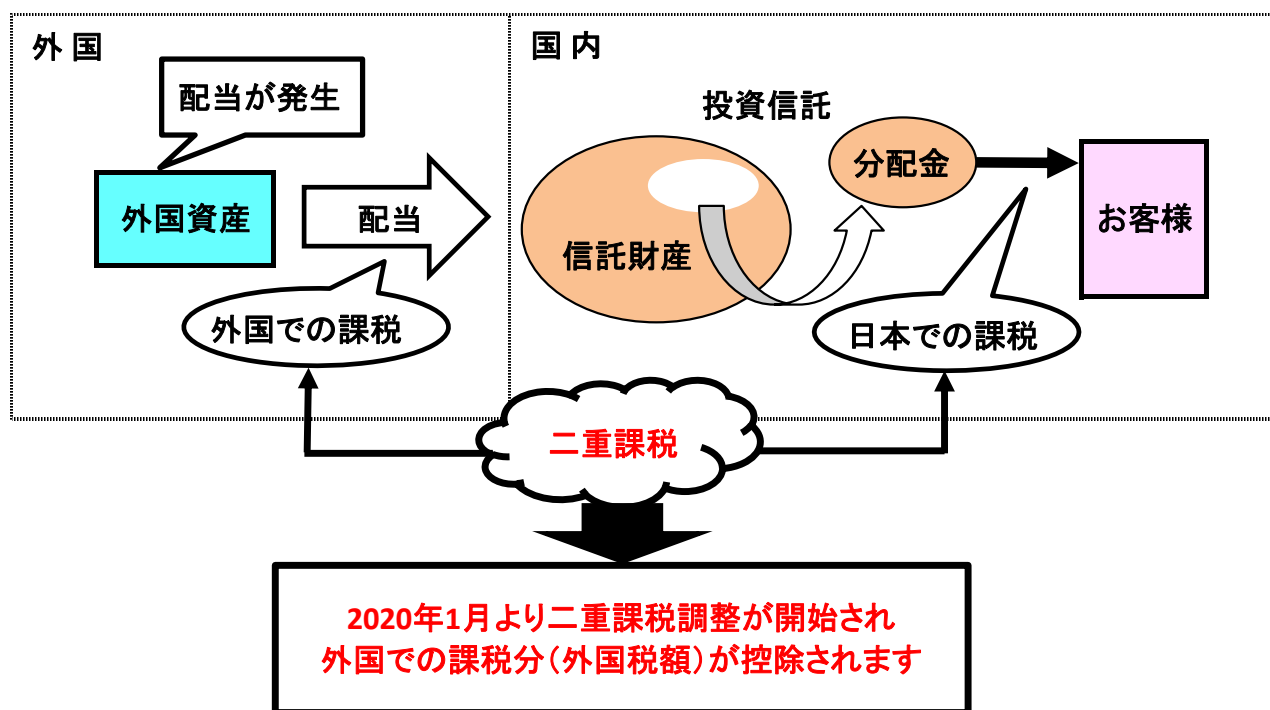 外 国
国 内
配当が発生
投資信託
分配金
外国資産
配当
信託財産
お客様
外国での課税
日本での課税
二重課税
2020年1月より二重課税調整が開始され
外国での課税分（外国税額）が控除されます